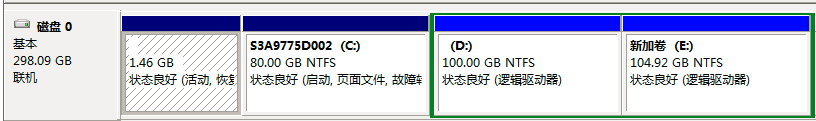 磁盘 0
基本
298.09 GB
联机
1.46 GB
状态良好 (活动, 恢复
S3A9775D002  (C:)
80.00 GB NTFS
状态良好 (启动, 页面文件, 故障转
(D:)
100.00 GB NTFS
状态良好 (逻辑驱动器)
新加卷  (E:)
104.92 GB NTFS
状态良好 (逻辑驱动器)